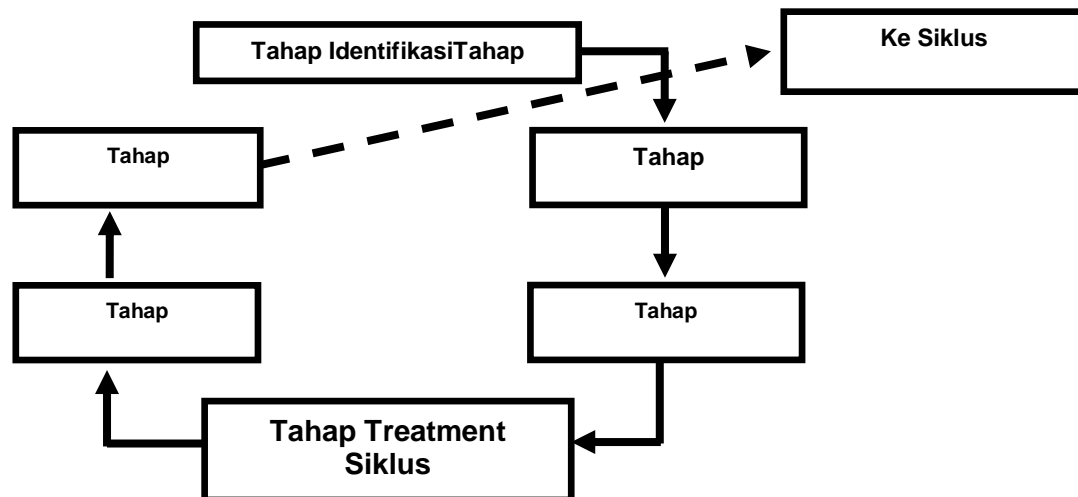 Tahap IdentifikasiTahap
Ke Siklus
Tahap
Tahap
Tahap
Tahap
Tahap Treatment
Siklus